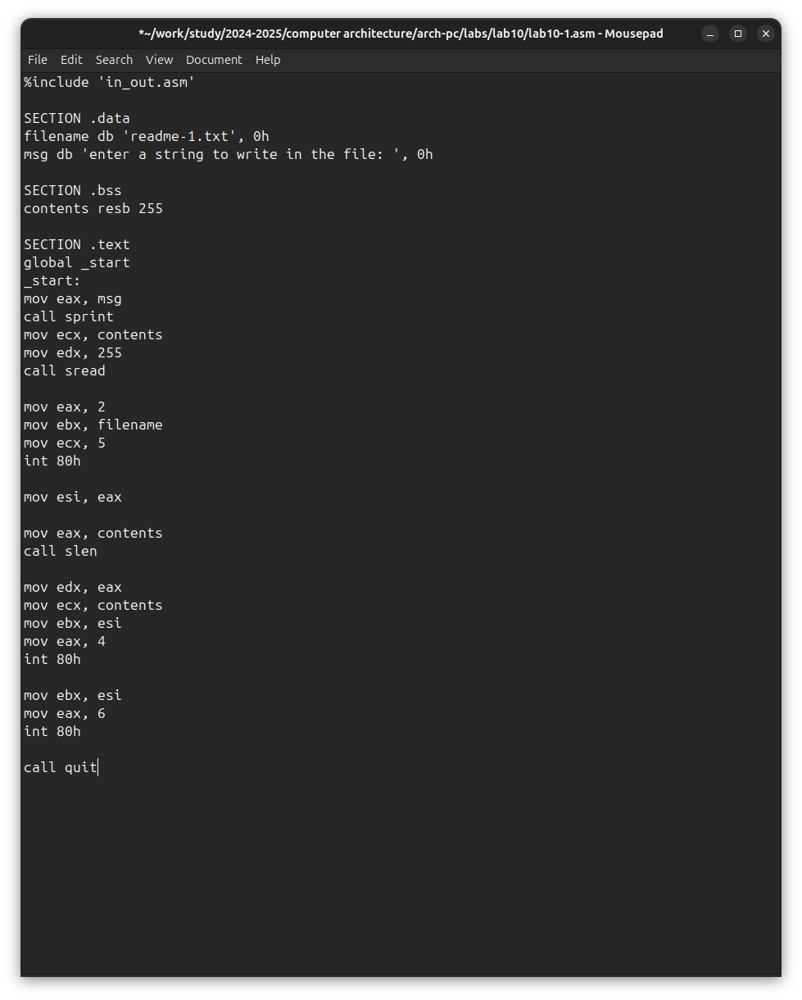 *~/work/study/2024-2025/computer architecture/arch-pc/labs/lab10/lab10-1.asm - Mousepad
File Edit Search View Document Help
%include 'in_out.asm'
SECTION .data
filename db 'readme-1.txt', 0h
msg db 'enter a string to write in the file: ', 0h
SECTION .bss
contents resb 255
SECTION .text
global _start
_start:
mov eax, msg
call sprint
mov ecx, contents
mov edx, 255
call sread
mov eax, 2
mov ebx, filename
mov ecx, 5
int 80h
mov esi, eax
mov eax, contents
call slen
mov edx, eax
mov ecx, contents
mov ebx, esi
mov eax, 4
int 80h
mov ebx, esi
mov eax, 6
int 80h
call quit